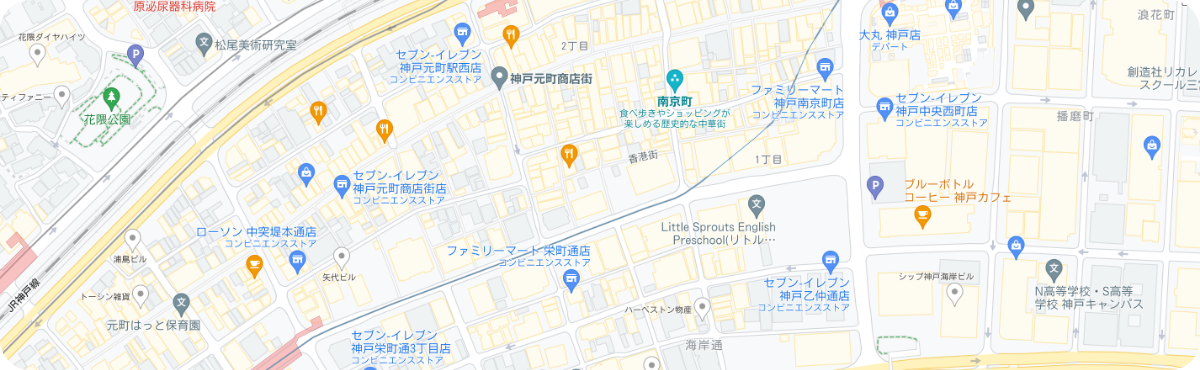 原泌尿器科病院
花隈ダイヤハイツ
松尾美術研究室
ティファニー
花隈公園
セブン-イレブン
神戸元町駅西店
コンビニエンスストア
2丁目
神戸元町商店街
南京町
食べ歩きやショッピングが
楽しめる歴史的な中華街
ファミリーマート
神戸南京町店
コンビニエンスストア
大丸 神戸店
デパート
浪花町
創造社リカレ
スクール三宮
セブン-イレブン
神戸中央西町店
コンビニエンスストア
播磨町
香港街
1丁目
セブン-イレブン
神戸元町商店街店
コンビニエンスストア
ブルーボトル
コーヒー 神戸カフェ
ローソン 中突堤本通店
コンビニエンスストア
Little Sprouts English
Preschool(リトル…
浦島ビル
矢代ビル
ファミリーマート 栄町通店
コンビニエンスストア
JR神戸線
トーシン雑貨
元町はっと保育園
セブン-イレブン
神戸乙仲通店
コンビニエンスストア
シップ神戸海岸ビル
N高等学校・S高等
学校 神戸キャンパス
ハーベストン物産
セブン-イレブン
神戸栄町通3丁目店
コンビニエンスストア
海岸通